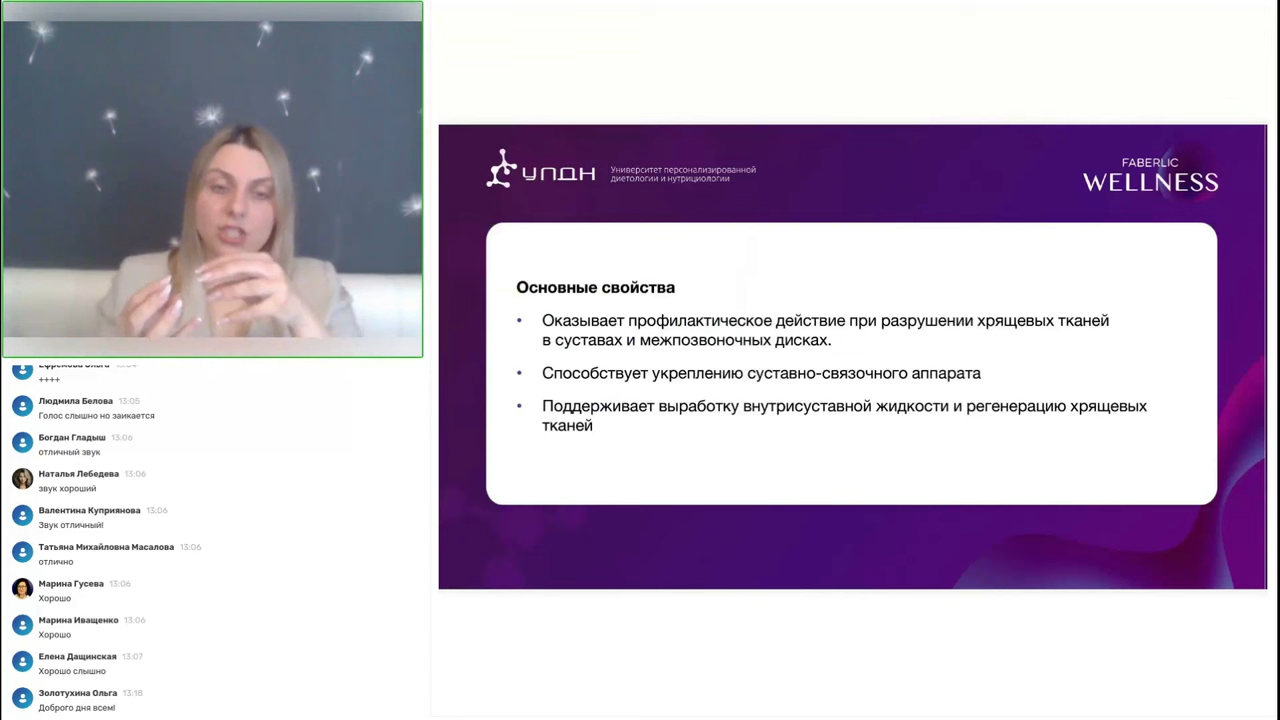 Ефремова Ольга 13:04
++++
Людмила Белова 13:05
Голос слышно но заикается
Богдан Гладыш 13:06
отличный звук
Наталья Лебедева 13:06
звук хороший
Валентина Куприянова 13:06
Звук отличный!
Татьяна Михайловна Масалова 13:06
отлично
Марина Гусева 13:06
Хорошо
Марина Иващенко 13:06
Хорошо
Елена Дащинская 13:07
Хорошо слышно
Золотухина Ольга 13:18
Доброго дня всем!
УПДН
Университет персонализированной
диетологии и нутрициологии
FABERLIC
WELLNESS
Основные свойства
• Оказывает профилактическое действие при разрушении хрящевых тканей
в суставах и межпозвоночных дисках.
• Способствует укреплению суставно-связочного аппарата
• Поддерживает выработку внутрисуставной жидкости и регенерацию хрящевых
тканей